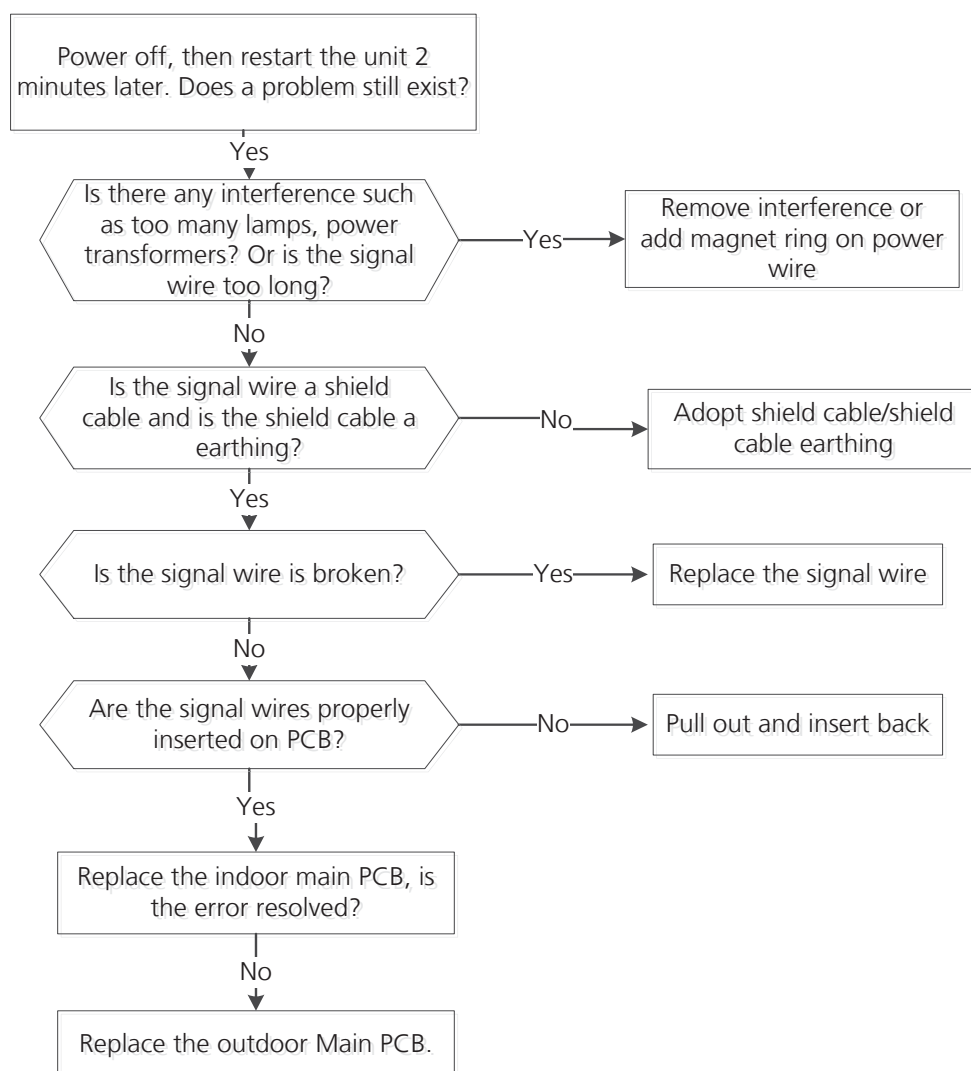 Power off, then restart the unit 2
minutes later. Does a problem still exist?
Yes
Is there any interference such
as too many lamps, power
transformers? Or is the signal
wire too long?
Yes
Remove interference or
add magnet ring on power
wire
No
Is the signal wire a shield
cable and is the shield cable a
earthing?
No
Adopt shield cable/shield
cable earthing
Yes
Is the signal wire is broken?
Yes
Replace the signal wire
No
Are the signal wires properly
inserted on PCB?
No
Pull out and insert back
Yes
Replace the indoor main PCB, is
the error resolved?
No
Replace the outdoor Main PCB.